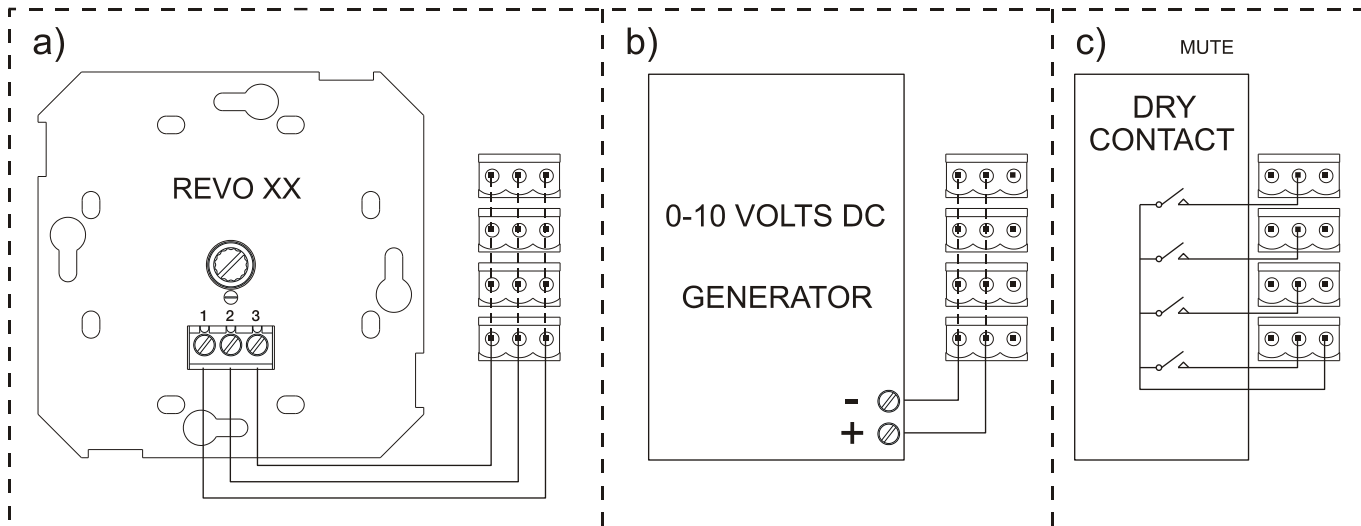 a)
REVO XX
1 2 3
b)
0-10 VOLTS DC
GENERATOR
-
+
c)
MUTE
DRY
CONTACT